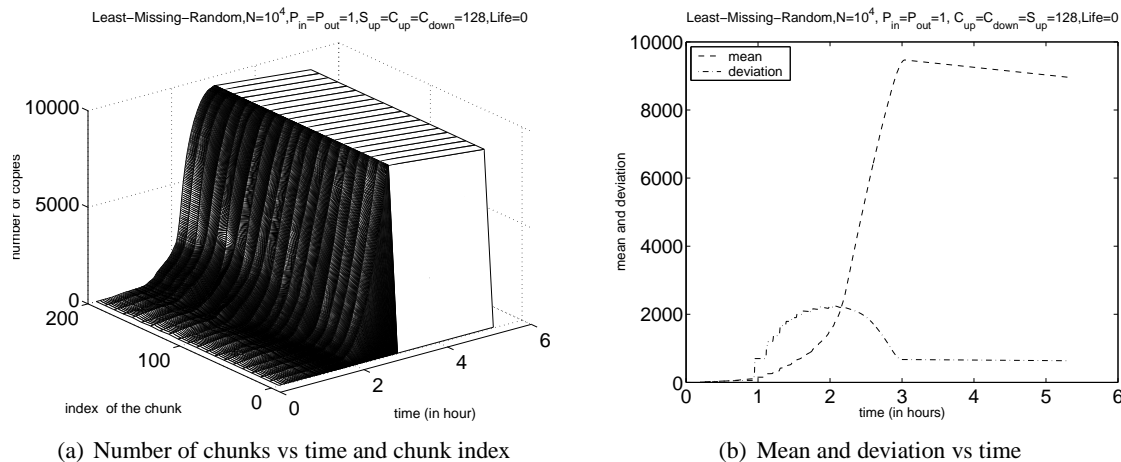 Least−Missing−Random,N=10^4,P_in=P_out=1,S_up=C_up=C_down=128,Life=0
10000
5000
0
number of copies
200
100
0
index of the chunk
0
2
4
6
time (in hour)
(a) Number of chunks vs time and chunk index
Least−Missing−Random,N=10^4, P_in=P_out=1, C_up=C_down=S_up=128,Life=0
mean
deviation
10000
8000
6000
4000
2000
0
mean and deviation
0 1 2 3 4 5 6
time (in hours)
(b) Mean and deviation vs time